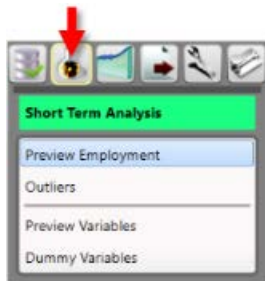 Short Term Analysis
Preview Employment
Outliers
Preview Variables
Dummy Variables